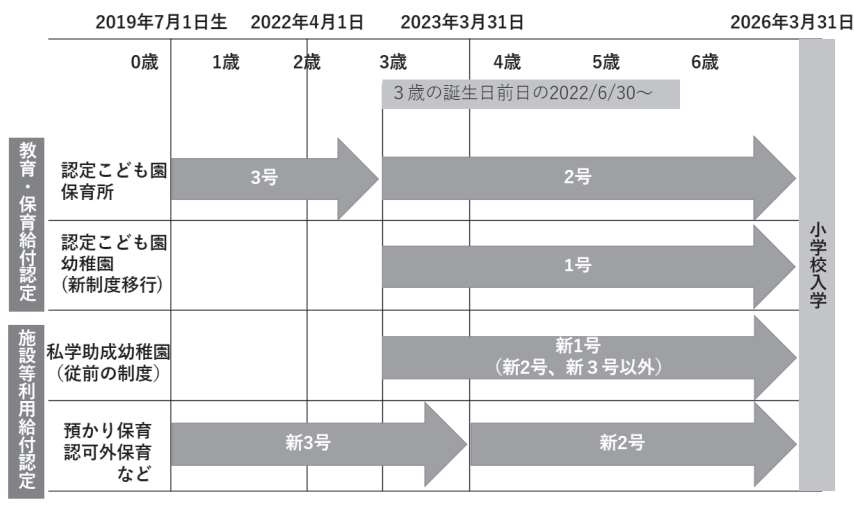 2019年7月1日生 2022年4月1日 2023年3月31日 2026年3月31日
0歳 1歳 2歳 3歳 4歳 5歳 6歳
３歳の誕生日前日の2022/6/30～
教育・保育給付認定
認定こども園
保育所
3号 2号
認定こども園
幼稚園
(新制度移行)
1号
施設等利用給付認定
私学助成幼稚園
(従前の制度)
新1号
（新2号、新３号以外）
預かり保育
認可外保育
など
新3号 新2号
小学校入学